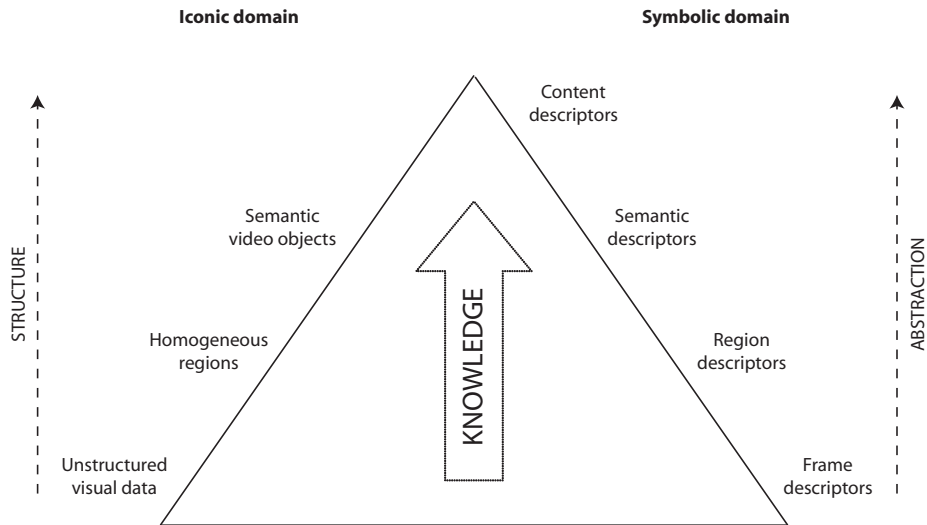 Iconic domain
Symbolic domain
Content
descriptors
Semantic
video objects
Semantic
descriptors
STRUCTURE
KNOWLEDGE
ABSTRACTION
Homogeneous
regions
Region
descriptors
Unstructured
visual data
Frame
descriptors